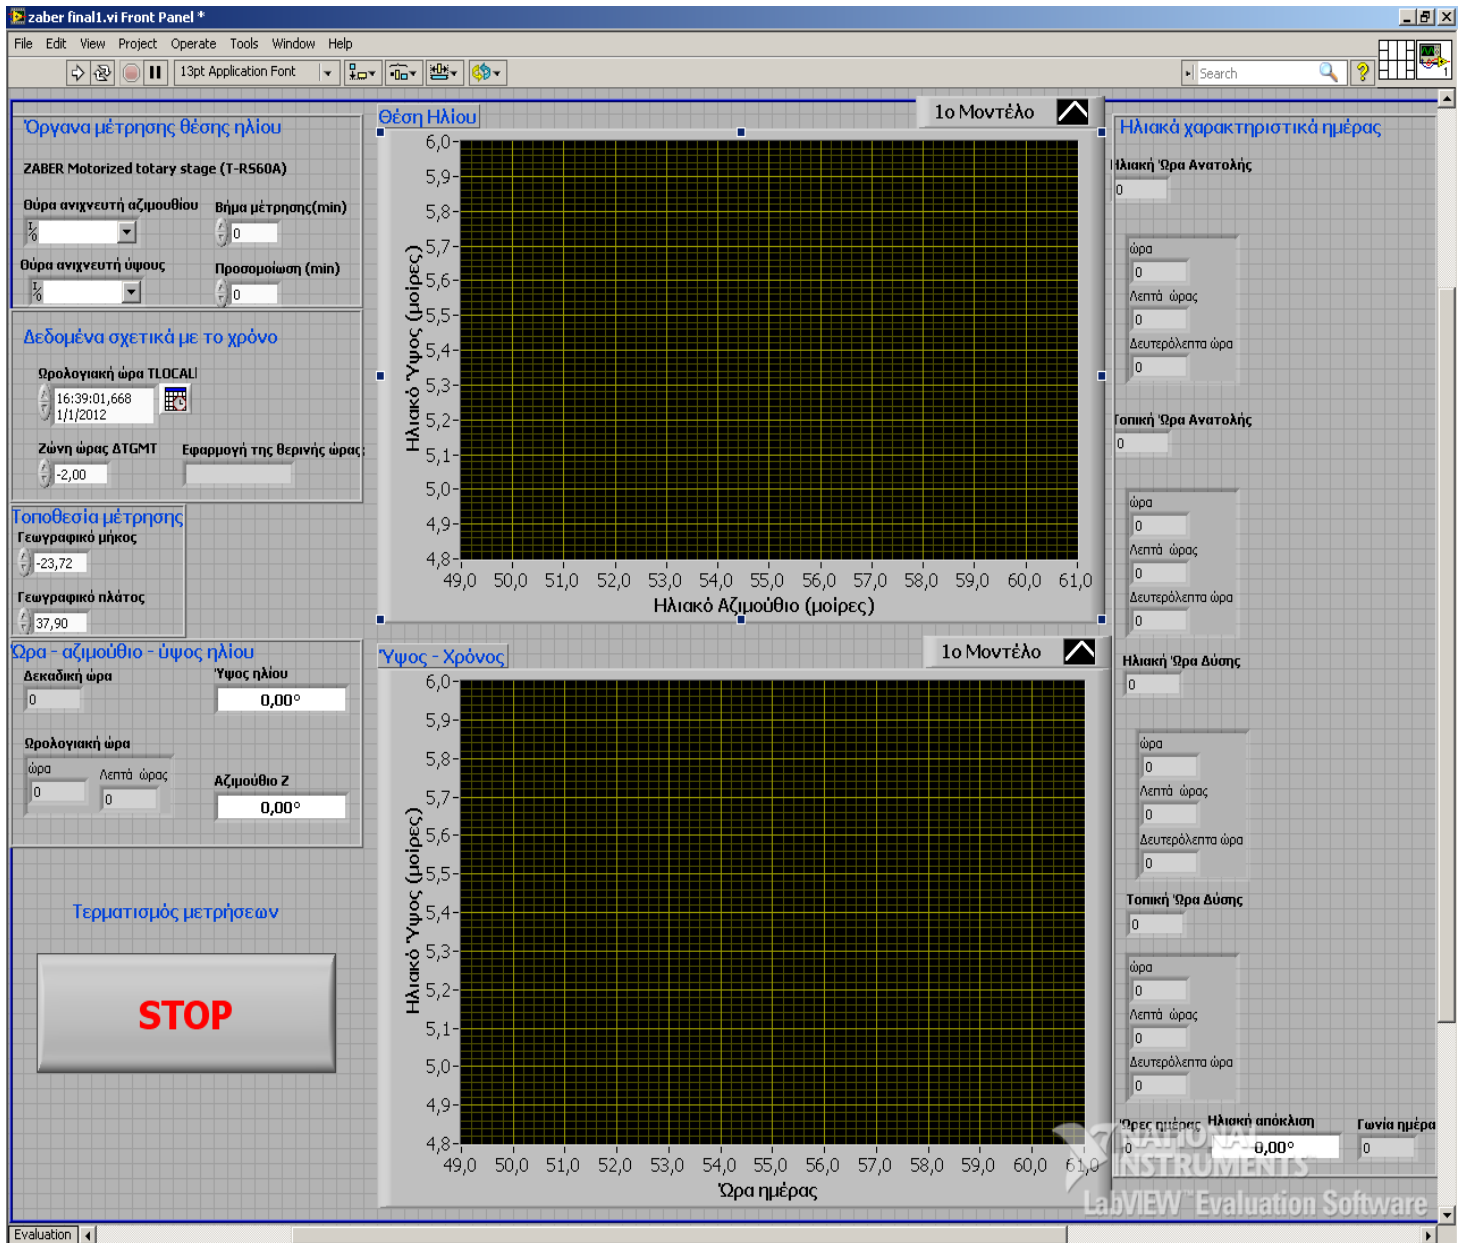 zaber final1.vi Front Panel *
File Edit View Project Operate Tools Window Help
13pt Application Font
Search
1
Όργανα μέτρησης θέσης ηλίου
ZABER Motorized totary stage (T-RS60A)
Θύρα ανιχνευτή αζιμουθίου
Βήμα μέτρησης(min)
0
Θύρα ανιχνευτή ύψους
Προσομοίωση (min)
0
Δεδομένα σχετικά με το χρόνο
Ωρολογιακή ώρα TLOCAL
16:39:01,668
1/1/2012
Ζώνη ώρας ΔTGMT
Εφαρμογή της θερινής ώρας;
-2,00
Τοποθεσία μέτρησης
Γεωγραφικό μήκος
-23,72
Γεωγραφικό πλάτος
37,90
Ώρα - αζιμούθιο - ύψος ηλίου
Δεκαδική ώρα
0
Ύψος ηλίου
0,00°
Ωρολογιακή ώρα
ώρα
0
Λεπτά ώρας
0
Αζιμούθιο Ζ
0,00°
Τερματισμός μετρήσεων
STOP
Θέση Ηλίου
1ο Μοντέλο
Ηλιακό Ύψος (μοίρες)
6,0
5,9
5,8
5,7
5,6
5,5
5,4
5,3
5,2
5,1
5,0
4,9
4,8
49,0 50,0 51,0 52,0 53,0 54,0 55,0 56,0 57,0 58,0 59,0 60,0 61,0
Ηλιακό Αζιμούθιο (μοίρες)
Ύψος - Χρόνος
1ο Μοντέλο
Ηλιακό Ύψος (μοίρες)
6,0
5,9
5,8
5,7
5,6
5,5
5,4
5,3
5,2
5,1
5,0
4,9
4,8
49,0 50,0 51,0 52,0 53,0 54,0 55,0 56,0 57,0 58,0 59,0 60,0 61,0
Ώρα ημέρας
Ηλιακά χαρακτηριστικά ημέρας
Ηλιακή Ώρα Ανατολής
0
ώρα
0
Λεπτά ώρας
0
Δευτερόλεπτα ώρα
0
Τοπική Ώρα Ανατολής
0
ώρα
0
Λεπτά ώρας
0
Δευτερόλεπτα ώρα
0
Ηλιακή Ώρα Δύσης
0
ώρα
0
Λεπτά ώρας
0
Δευτερόλεπτα ώρα
0
Τοπική Ώρα Δύσης
0
ώρα
0
Λεπτά ώρας
0
Δευτερόλεπτα ώρα
0
Ώρες ημέρας
0
Ηλιακή απόκλιση
0,00°
Γωνία ημέρα
0
NATIONAL
INSTRUMENTS
LabVIEW™ Evaluation Software
Evaluation